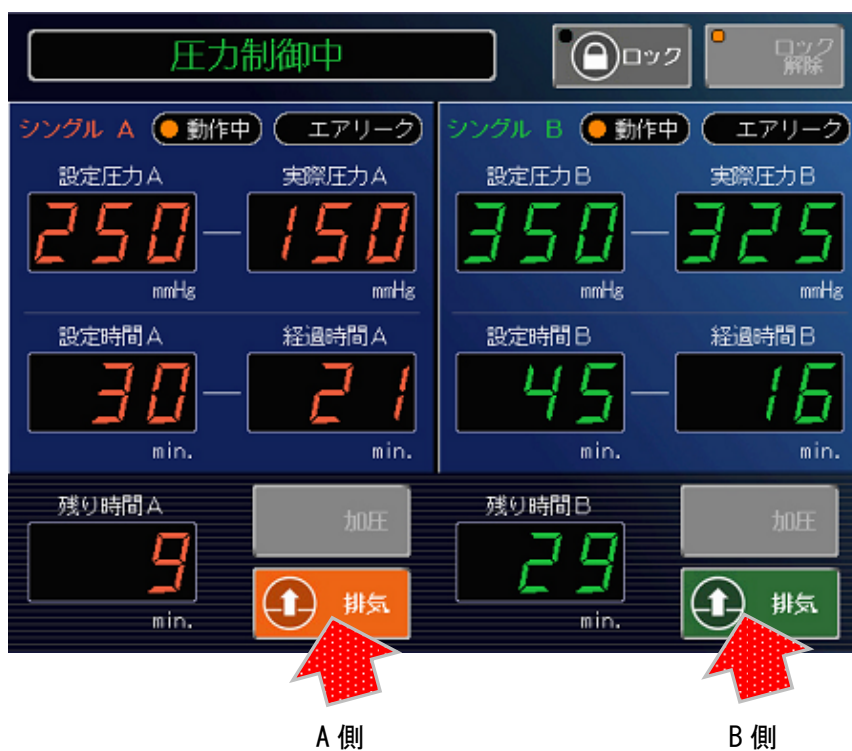 圧力制御中
ロック
ロック
解除
シングル A
動作中
エアリーク
シングル B
動作中
エアリーク
設定圧力A
実際圧力A
設定圧力B
実際圧力B
250
150
350
325
mmHg
mmHg
mmHg
mmHg
設定時間A
経過時間A
設定時間B
経過時間B
30
21
45
16
min.
min.
min.
min.
残り時間A
加圧
残り時間B
加圧
9
29
min.
排気
min.
排気
A側
B側